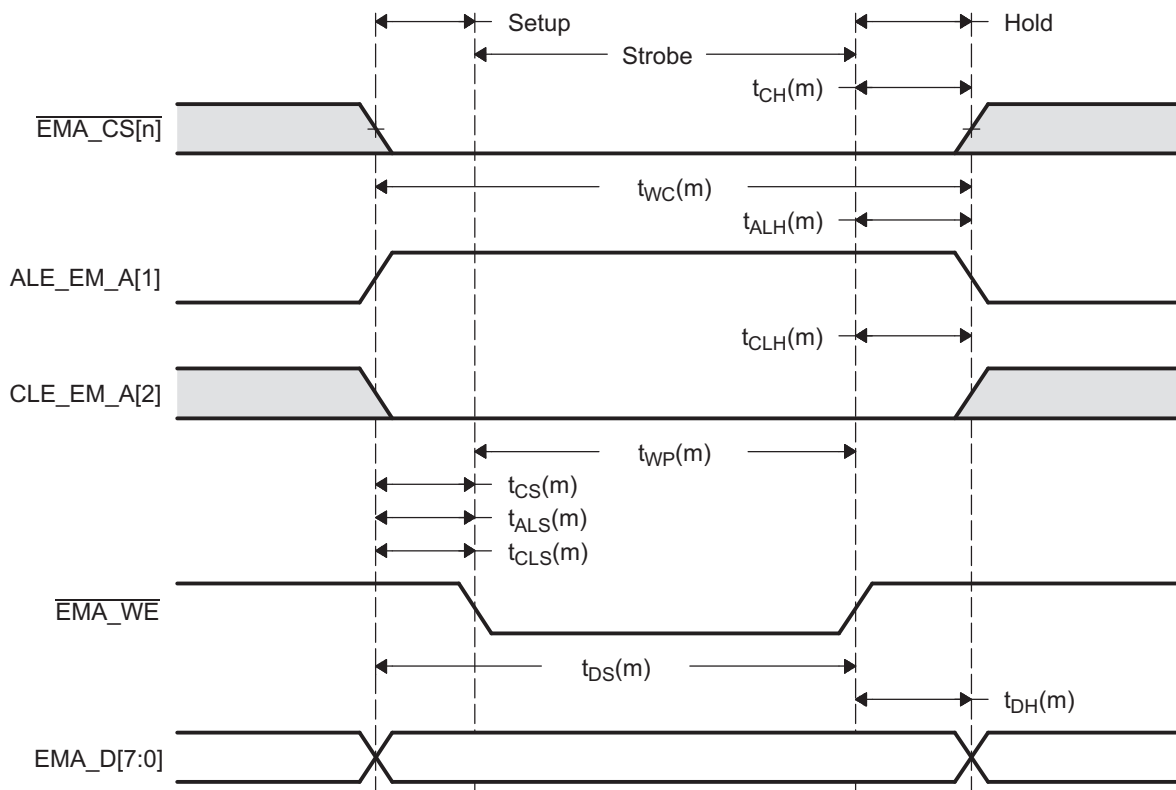 Setup
Hold
Strobe
tCH(m)
EMA_CS[n]
tWC(m)
tALH(m)
ALE_EM_A[1]
tCLH(m)
CLE_EM_A[2]
tWP(m)
tCS(m)
tALS(m)
tCLS(m)
EMA_WE
tDS(m)
tDH(m)
EMA_D[7:0]